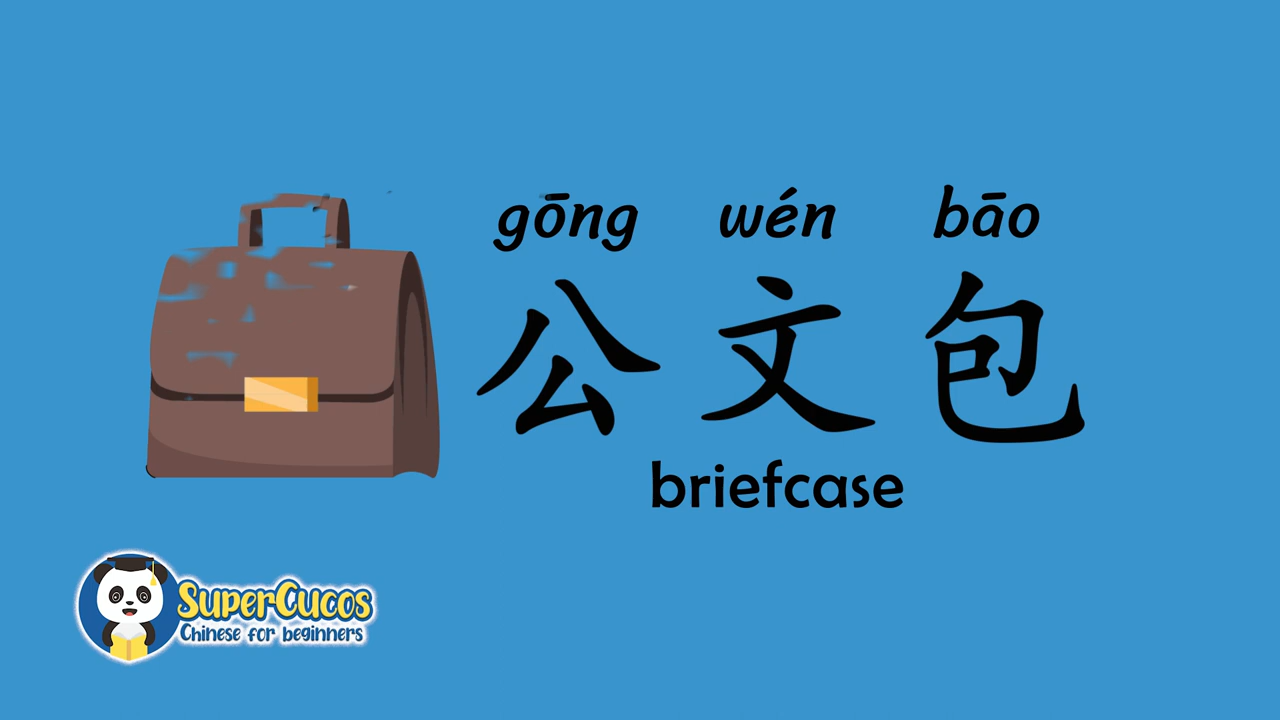 gōng wén bāo
公文包
briefcase
SuperCucos
Chinese for beginners